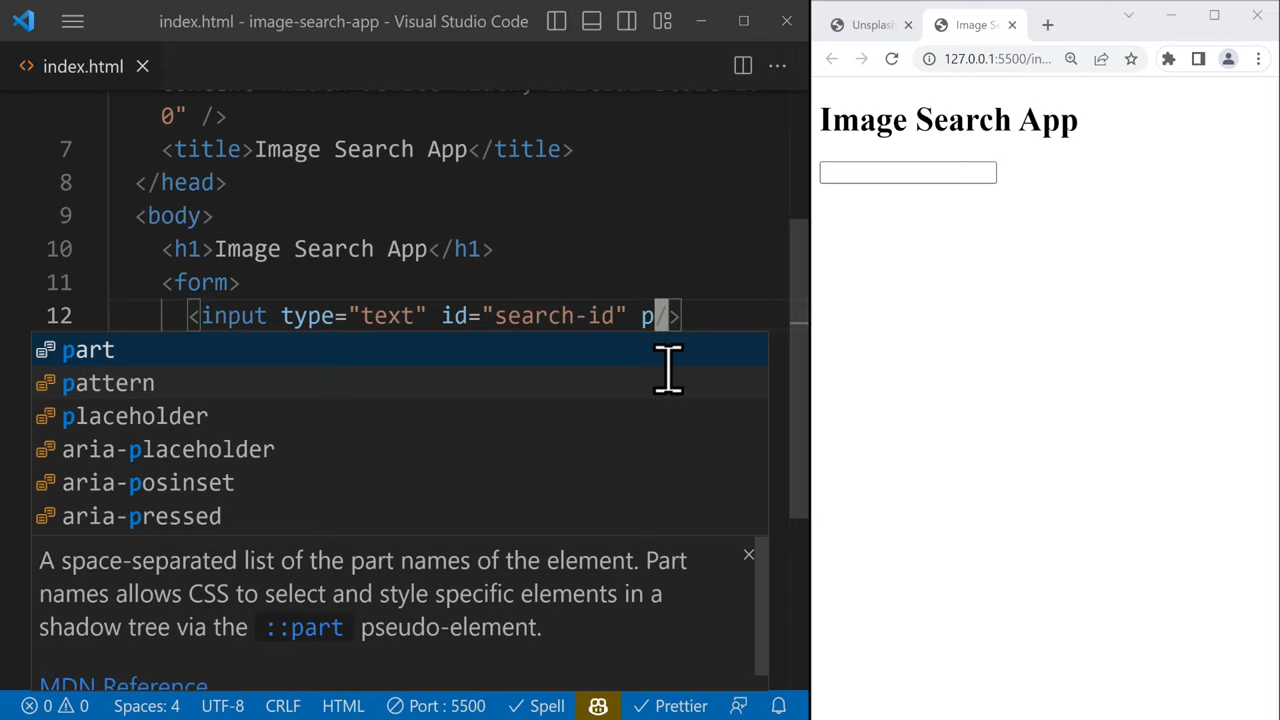 index.html - image-search-app - Visual Studio Code
index.html
0" />
7 <title>Image Search App</title>
8 </head>
9 <body>
10 <h1>Image Search App</h1>
11 <form>
12 <input type="text" id="search-id" p/>
part
pattern
placeholder
aria-placeholder
aria-posinset
aria-pressed
A space-separated list of the part names of the element. Part
names allows CSS to select and style specific elements in a
shadow tree via the ::part pseudo-element.
MDN Reference
0 0 Spaces: 4 UTF-8 CRLF HTML Port : 5500 Spell Prettier
Unsplash Image Se
127.0.0.1:5500/in...
Image Search App